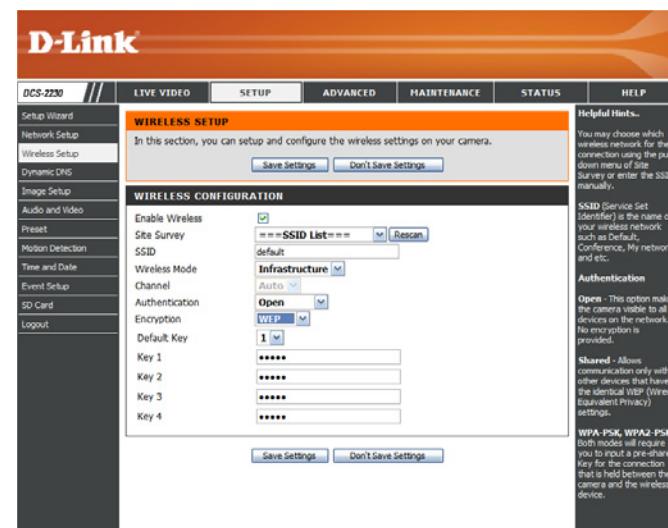 D-Link
DCS-2230
LIVE VIDEO
SETUP
ADVANCED
MAINTENANCE
STATUS
HELP
Setup Wizard
Network Setup
Wireless Setup
Dynamic DNS
Image Setup
Audio and Video
Preset
Motion Detection
Time and Date
Event Setup
SD Card
Logout
WIRELESS SETUP
In this section, you can setup and configure the wireless settings on your camera.
Save Settings
Don't Save Settings
WIRELESS CONFIGURATION
Enable Wireless
Site Survey ===SSID List=== Rescan
SSID default
Wireless Mode Infrastructure
Channel Auto
Authentication Open
Encryption WEP
Default Key 1
Key 1 •••••
Key 2 •••••
Key 3 •••••
Key 4 •••••
Save Settings
Don't Save Settings
Helpful Hints..
You may choose which
wireless network for the
connection using the
down menu of Site
Survey or enter the SSID
manually.
SSID (Service Set
Identifier) is the name
your wireless network
such as Default,
Conference, My
and etc.
Authentication
Open - This option
the camera visible to all
devices on the network.
No encryption is
provided.
Shared - Allows
communication only with
other devices that have
the identical WEP
Equivalent Privacy)
settings.
WPA-PSK, WPA2-PSK
Both modes will require
you to input a
Key for the connection
that is held between the
camera and the wireless
device.